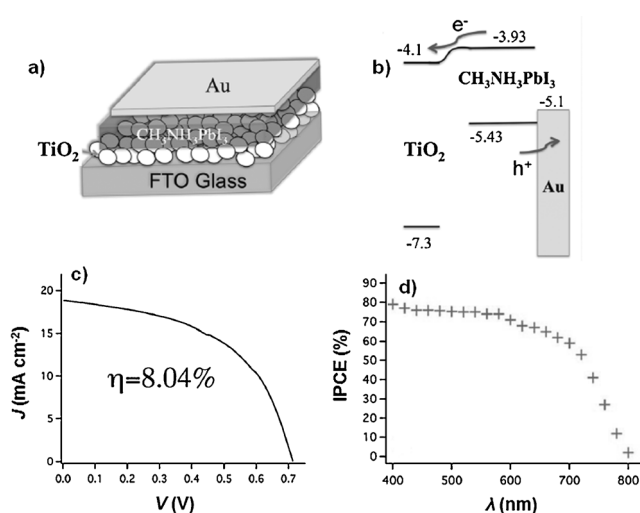 a)
Au
CH3NH3PbI3
TiO2
FTO Glass
b)
e-
-4.1
-3.93
CH3NH3PbI3
-5.1
-5.43
TiO2
h+
Au
-7.3
c)
20
15
10
5
0
J (mA cm-2)
η=8.04%
0.0 0.1 0.2 0.3 0.4 0.5 0.6 0.7
V (V)
d)
90
80
70
60
50
40
30
20
10
0
IPCE (%)
400 500 600 700 800
λ (nm)